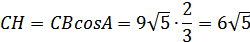 CH = CBcosA = 9√5 · 2/3 = 6√5